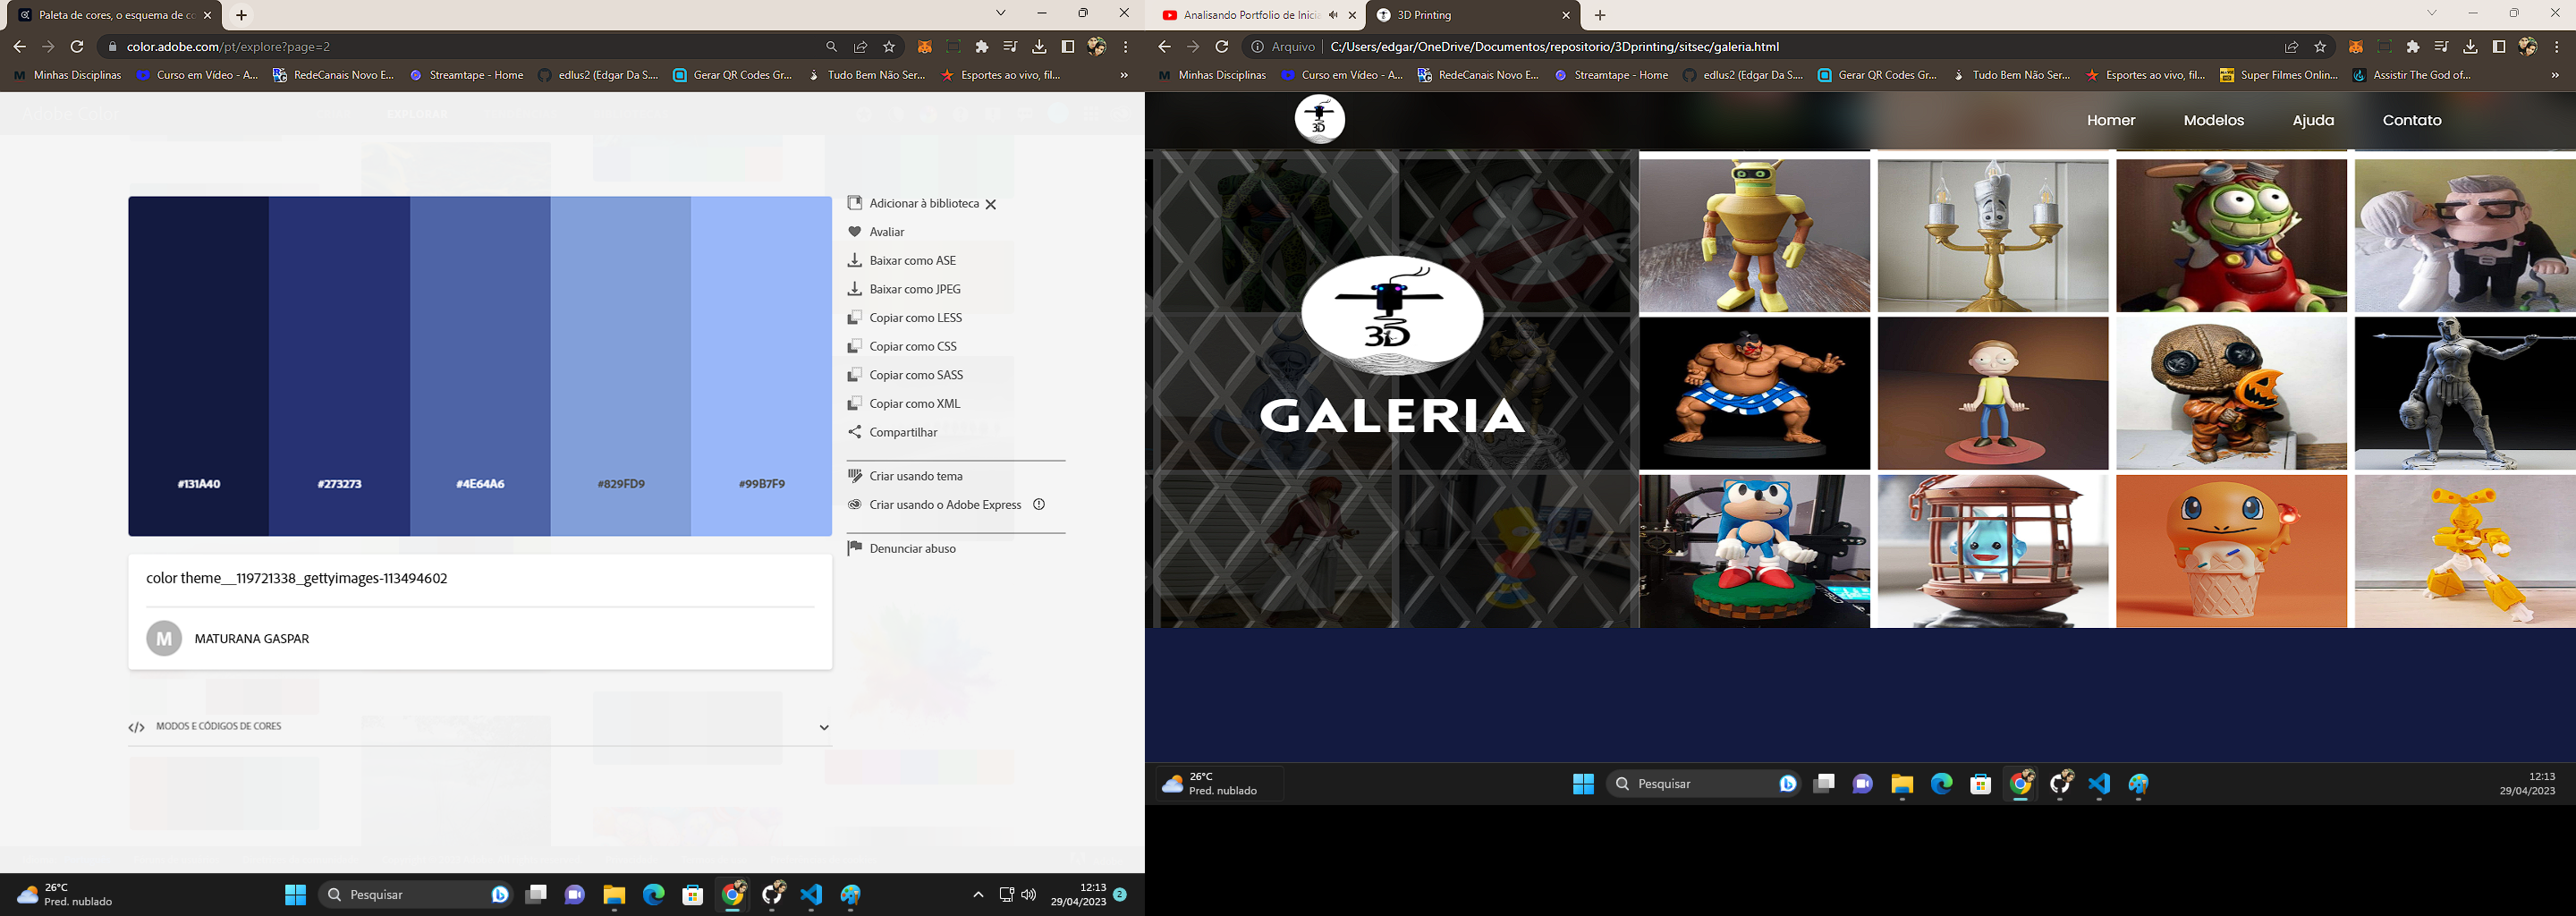 Paleta de cores, o esquema de co
color.adobe.com/pt/explore?page=2
Minhas Disciplinas
Curso em Vídeo - A...
RedeCanais Novo E...
Streamtape - Home
edlus2 (Edgar Da S....
Gerar QR Codes Gr...
Tudo Bem Não Ser...
Esportes ao vivo, fil...
»
Adobe Color
EXPLORAR
#131A40
#273273
#4E64A6
#829FD9
#99B7F9
Adicionar à biblioteca
Avaliar
Baixar como ASE
Baixar como JPEG
Copiar como LESS
Copiar como CSS
Copiar como SASS
Copiar como XML
Compartilhar
Criar usando tema
Criar usando o Adobe Express
Denunciar abuso
color theme__119721338_gettyimages-113494602
M
MATURANA GASPAR
MODOS E CÓDIGOS DE CORES
26°C
Pred. nublado
Pesquisar
12:13
29/04/2023
2
Analisando Portfolio de Inicia
3D Printing
Arquivo
C:/Users/edgar/OneDrive/Documentos/repositorio/3Dprinting/sitsec/galeria.html
Minhas Disciplinas
Curso em Vídeo - A...
RedeCanais Novo E...
Streamtape - Home
edlus2 (Edgar Da S....
Gerar QR Codes Gr...
Tudo Bem Não Ser...
Esportes ao vivo, fil...
Super Filmes Onlin...
Assistir The God of...
»
3D
Homer
Modelos
Ajuda
Contato
3D
GALERIA
26°C
Pred. nublado
Pesquisar
12:13
29/04/2023